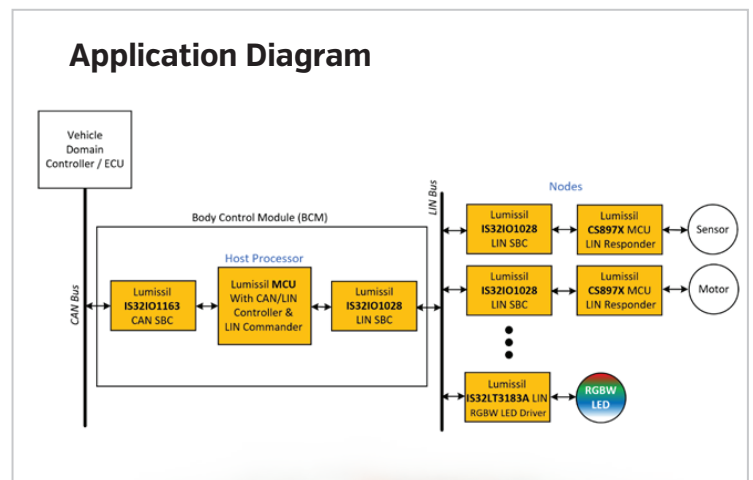 Application Diagram
Vehicle
Domain
Controller / ECU
CAN Bus
Body Control Module (BCM)
Host Processor
Lumissil
IS32IO1163
CAN SBC
Lumissil MCU
With CAN/LIN
Controller &
LIN Commander
Lumissil
IS32IO1028
LIN SBC
LIN Bus
Nodes
Lumissil
IS32IO1028
LIN SBC
Lumissil
CS897X MCU
LIN Responder
Sensor
Lumissil
IS32IO1028
LIN SBC
Lumissil
CS897X MCU
LIN Responder
Motor
Lumissil
IS32LT3183A LIN
RGBW LED Driver
RGBW
LED